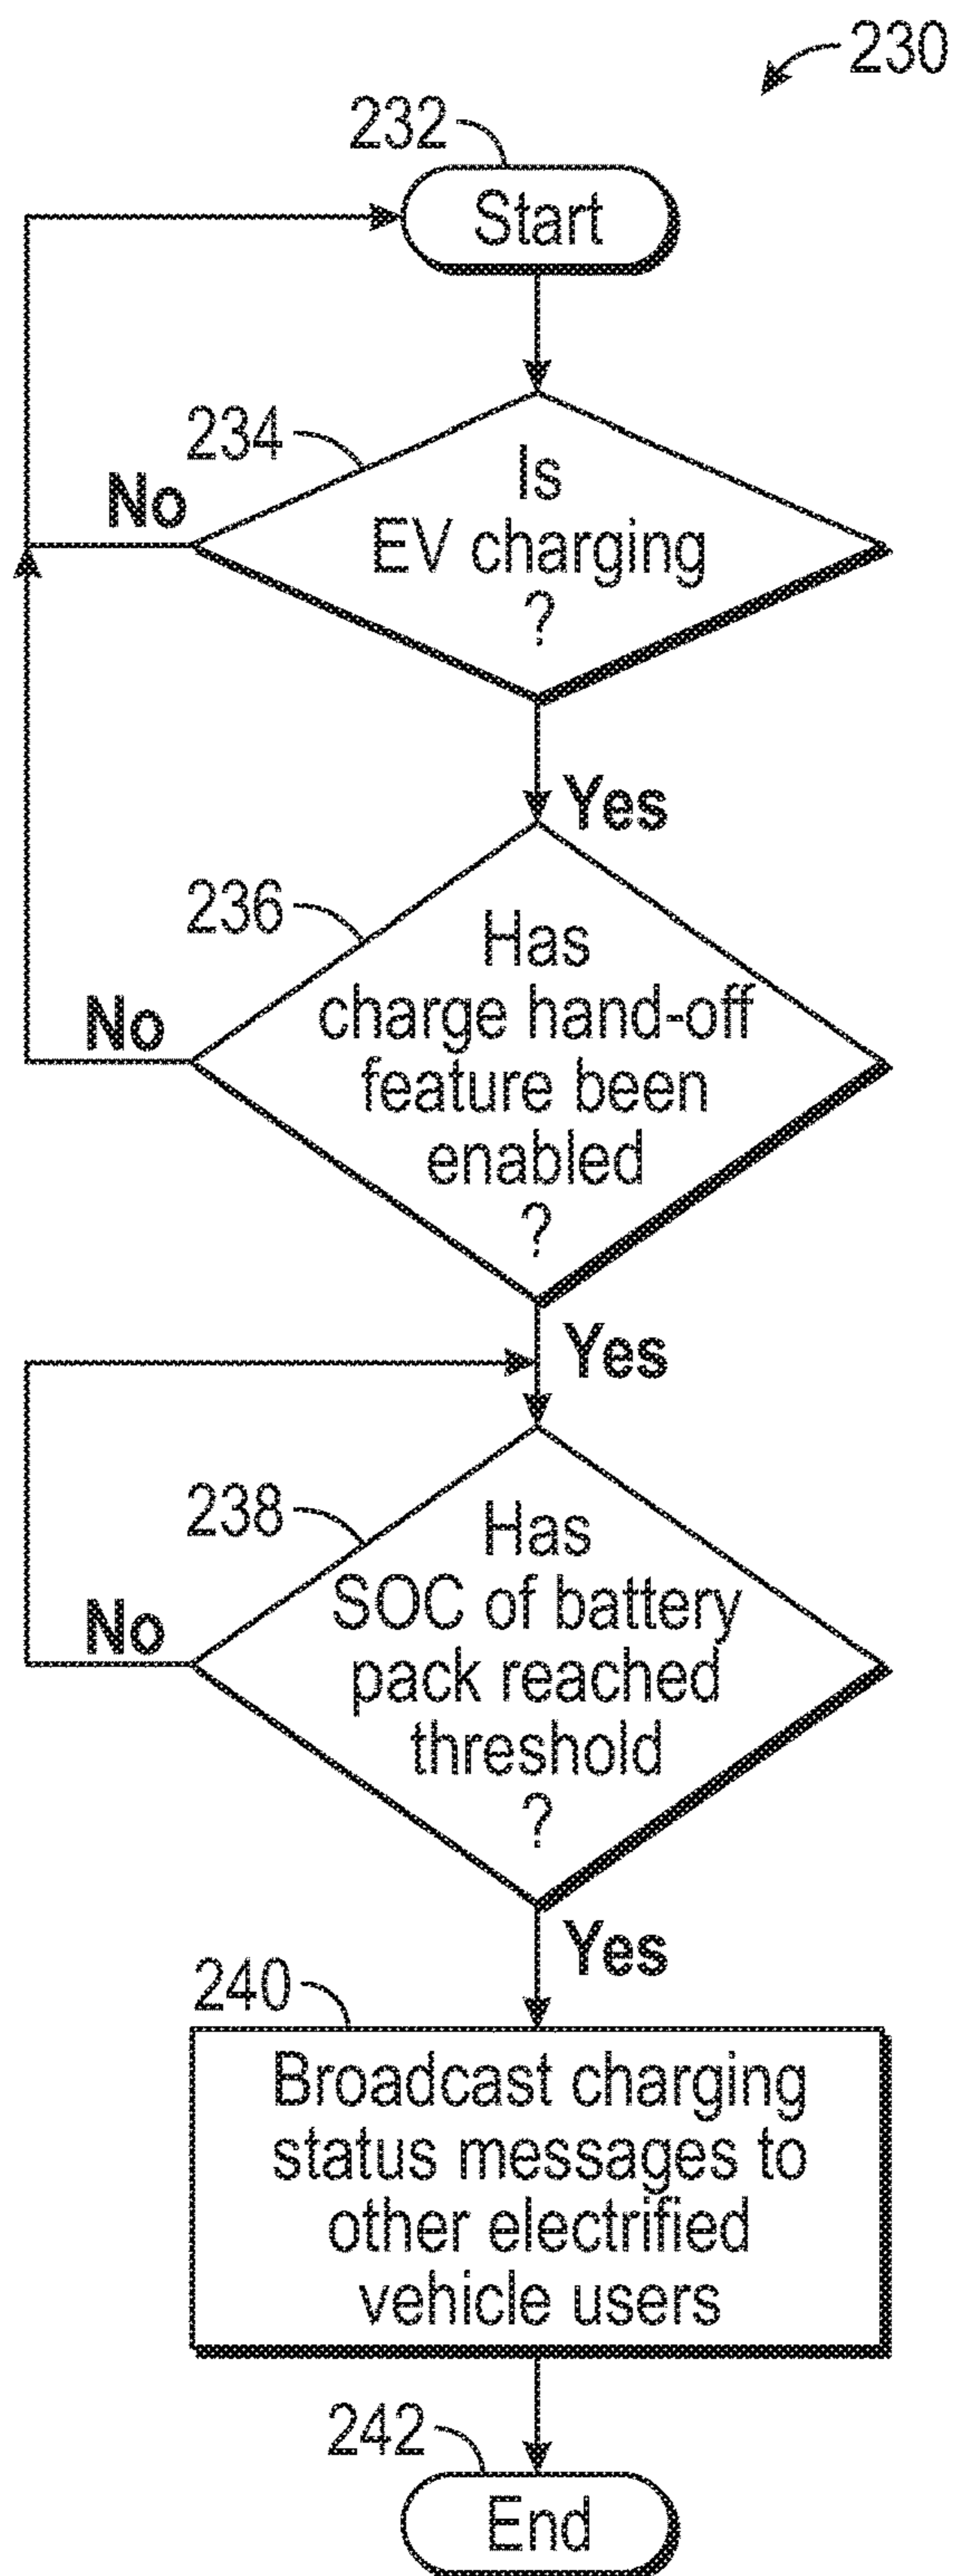 230
232
Start
234
No
Is
EV charging
?
Yes
236
No
Has
charge hand-off
feature been
enabled
?
Yes
238
No
Has
SOC of battery
pack reached
threshold
?
Yes
240
Broadcast charging
status messages to
other electrified
vehicle users
242
End